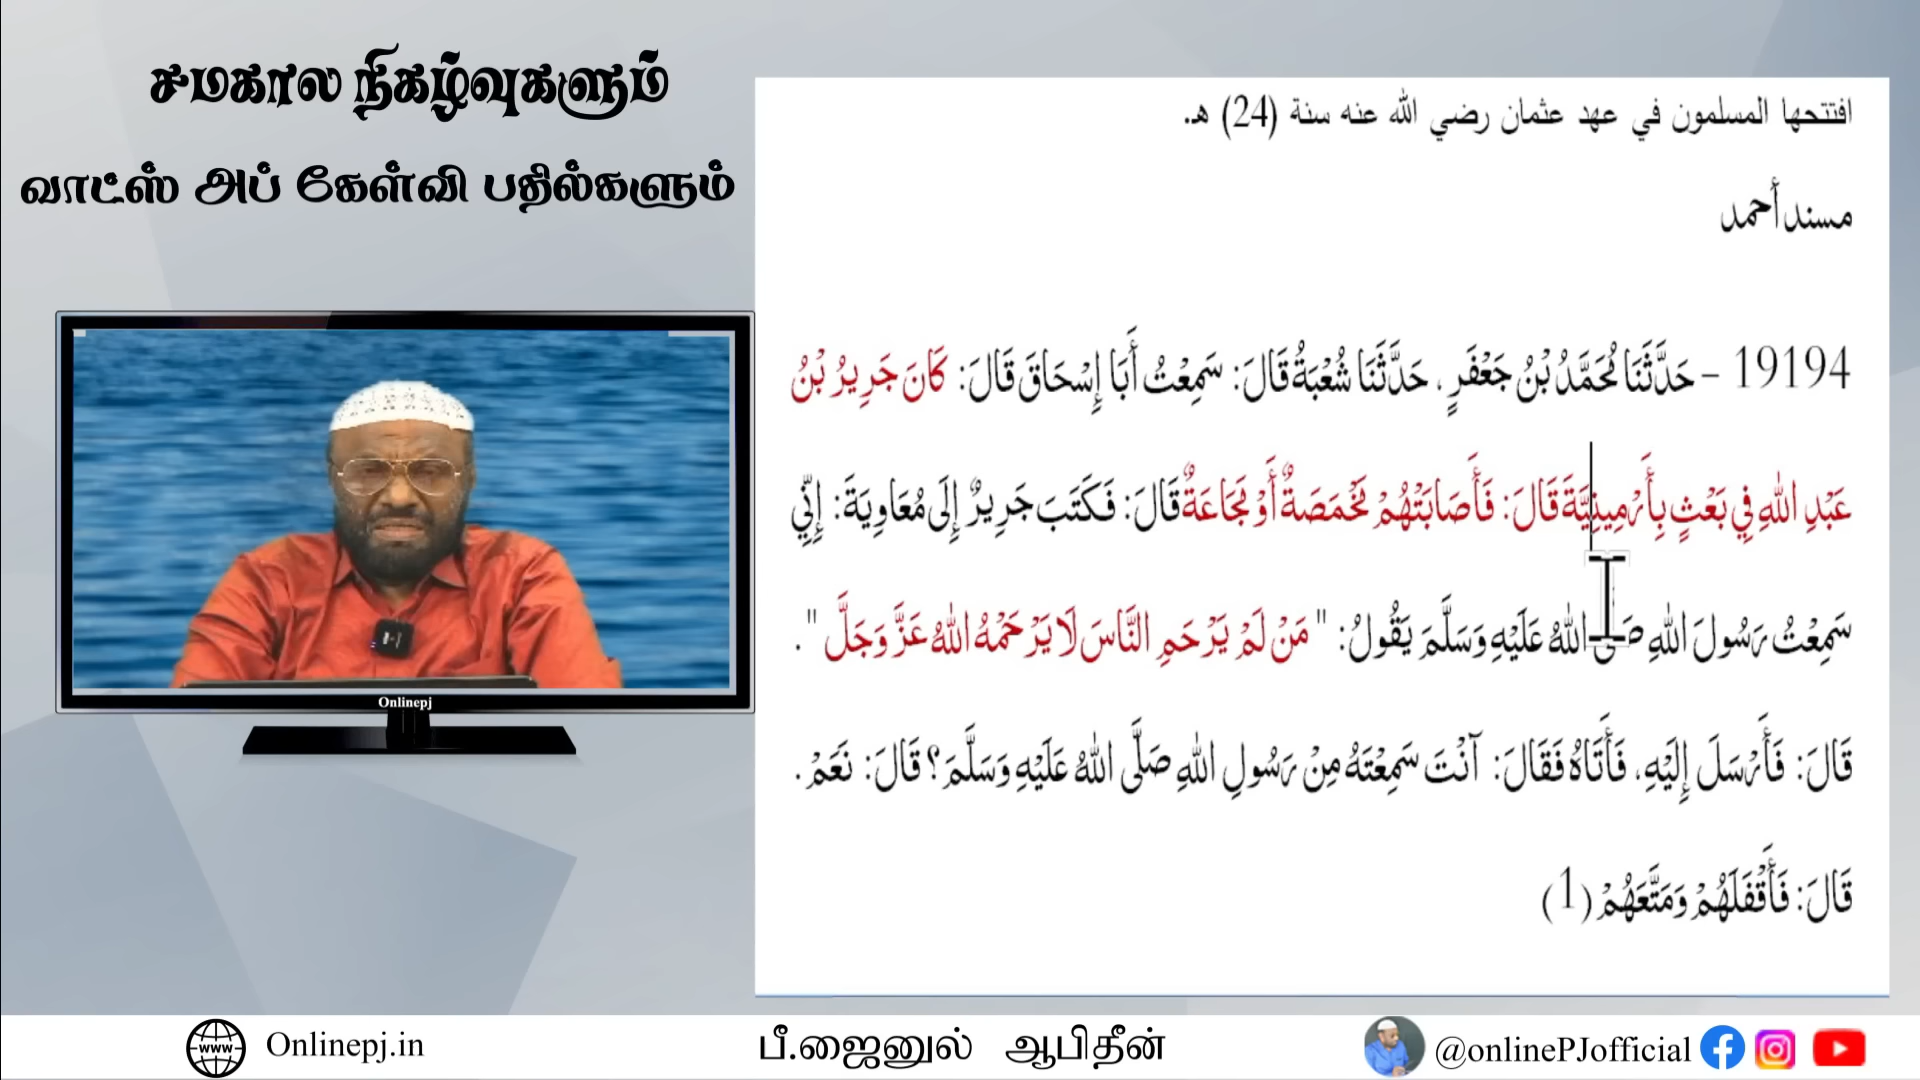 சமகால நிகழ்வுகளும்
வாட்ஸ் அப் கேள்வி பதில்களும்
افتتحها المسلمون في عهد عثمان رضي الله عنه سنة (24) هـ.
مسند أحمد
19194 - حَدَّثَنَا مُحَمَّدُ بْنُ جَعْفَرٍ، حَدَّثَنَا شُعْبَةُ قَالَ: سَمِعْتُ أَبَا إِسْحَاقَ قَالَ: كَانَ جَرِيرُ بْنُ
عَبْدِ اللهِ فِي بَعْثٍ بِأَرْمِينِيَّةَ قَالَ: فَأَصَابَتْهُمْ مَخْمَصَةٌ أَوْ مَجَاعَةٌ قَالَ: فَكَتَبَ جَرِيرٌ إِلَى مُعَاوِيَةَ: إِنِّي
سَمِعْتُ رَسُولَ اللهِ صَلَّى اللهُ عَلَيْهِ وَسَلَّمَ يَقُولُ: " مَنْ لَمْ يَرْحَمِ النَّاسَ لَا يَرْحَمْهُ اللهُ عَزَّ وَجَلَّ ".
قَالَ: فَأَرْسَلَ إِلَيْهِ، فَأَتَاهُ فَقَالَ: آنْتَ سَمِعْتَهُ مِنْ رَسُولِ اللهِ صَلَّى اللهُ عَلَيْهِ وَسَلَّمَ؟ قَالَ: نَعَمْ.
قَالَ: فَأَقْفَلَهُمْ وَمَتَّعَهُمْ (1)
Onlinepj
www
Onlinepj.in
பீ.ஜைனுல் ஆபிதீன்
@onlinePJofficial